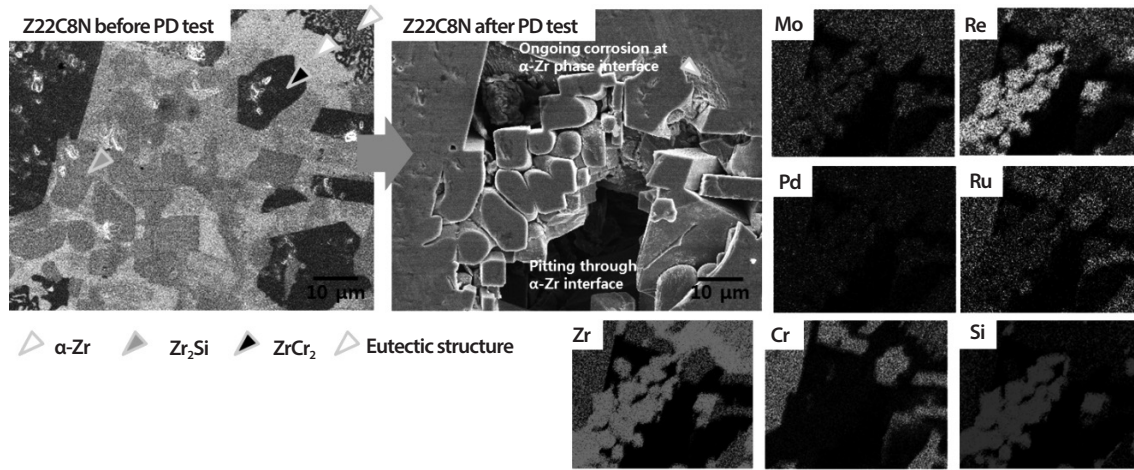 Z22C8N before PD test
Z22C8N after PD test
Ongoing corrosion at
α-Zr phase interface
Pitting through
α-Zr interface
10 μm
10 μm
Mo
Re
Pd
Ru
Zr
Cr
Si
α-Zr
Zr₂Si
ZrCr₂
Eutectic structure